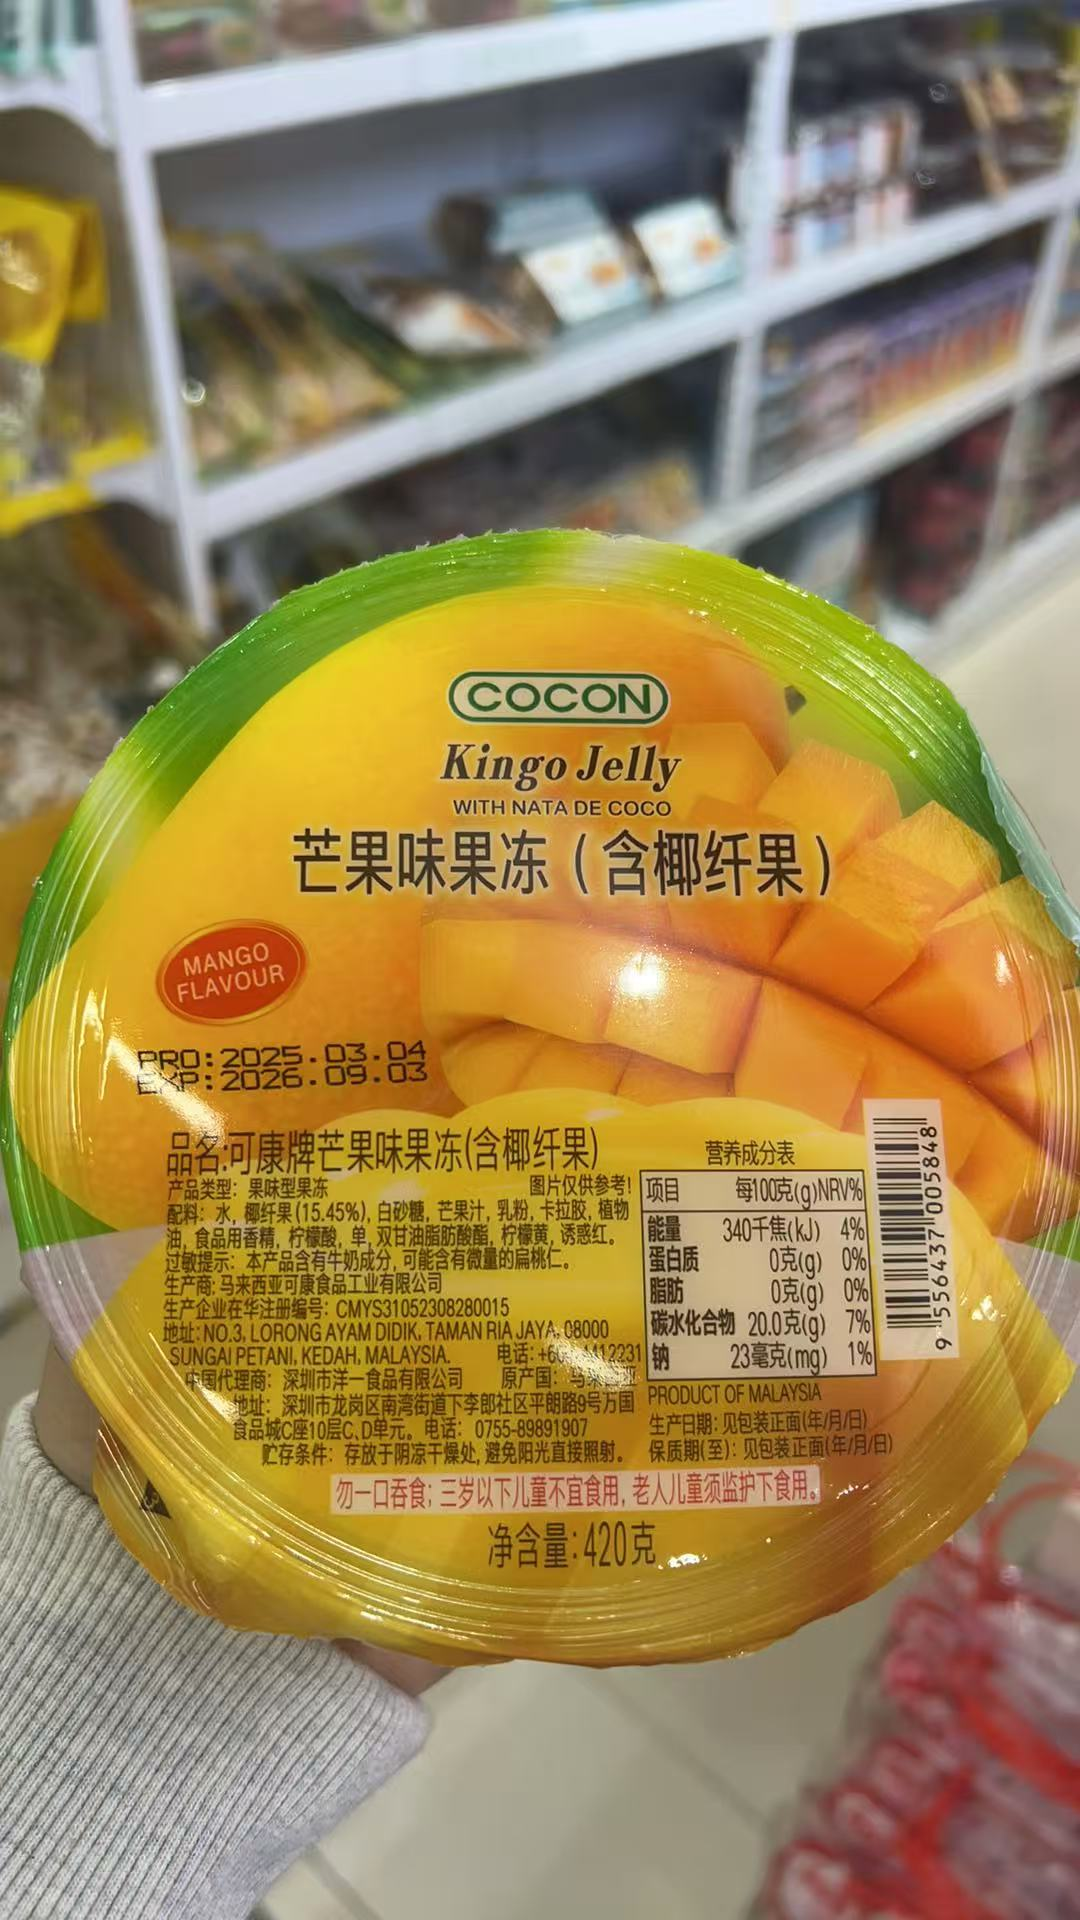 COCON
Kingo Jelly
WITH NATA DE COCO
芒果味果冻（含椰纤果）
MANGO
FLAVOUR
PRO:2025.03.04
EXP:2026.09.03
品名:可康牌芒果味果冻(含椰纤果)
产品类型：果味型果冻 图片仅供参考!
配料：水, 椰纤果(15.45%), 白砂糖, 芒果汁, 乳粉, 卡拉胶, 植物
油, 食品用香精, 柠檬酸, 单, 双甘油脂肪酸酯, 柠檬黄, 诱惑红。
过敏提示：本产品含有牛奶成分, 可能含有微量的扁桃仁。
生产商: 马来西亚可康食品工业有限公司
生产企业在华注册编号：CMYS31052308280015
地址: NO.3, LORONG AYAM DIDIK, TAMAN RIA JAYA, 08000
SUNGAI PETANI, KEDAH, MALAYSIA. 电话:
中国代理商：深圳市洋一食品有限公司 原产国：
地址：深圳市龙岗区南湾街道下李郎社区平朗路9号万国
食品城C座10层C、D单元。电话：0755-89891907
贮存条件：存放于阴凉干燥处, 避免阳光直接照射。
营养成分表
项目 每100克(g) NRV%
能量 340千焦(kJ) 4%
蛋白质 0克(g) 0%
脂肪 0克(g) 0%
碳水化合物 20.0克(g) 7%
钠 23毫克(mg) 1%
PRODUCT OF MALAYSIA
生产日期: 见包装正面(年/月/日)
保质期(至): 见包装正面(年/月/日)
9 556437 005848
勿一口吞食; 三岁以下儿童不宜食用, 老人儿童须监护下食用。
净含量:420克